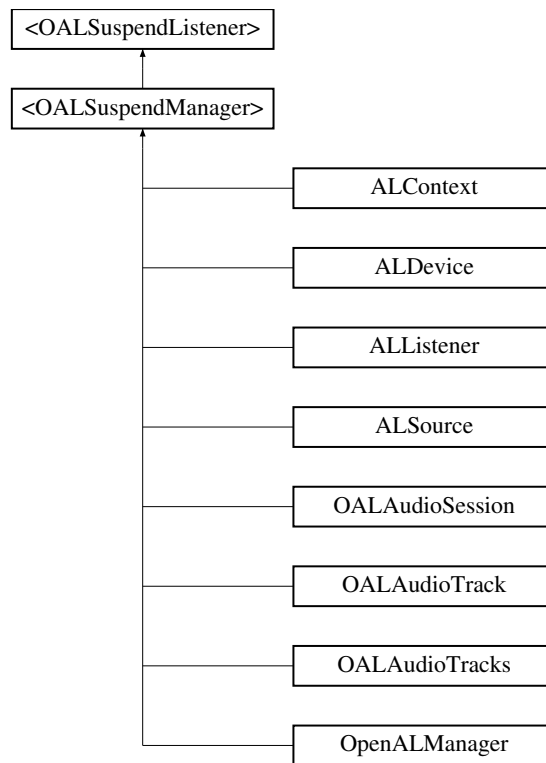 <OALSuspendListener>
<OALSuspendManager>
ALContext
ALDevice
ALListener
ALSource
OALAudioSession
OALAudioTrack
OALAudioTracks
OpenALManager